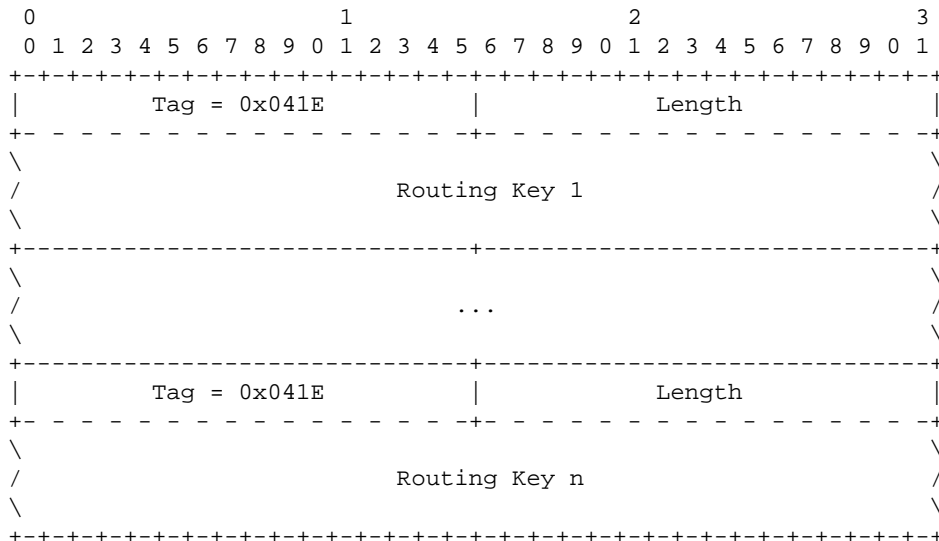 0                   1                   2                   3
 0 1 2 3 4 5 6 7 8 9 0 1 2 3 4 5 6 7 8 9 0 1 2 3 4 5 6 7 8 9 0 1
+-+-+-+-+-+-+-+-+-+-+-+-+-+-+-+-+-+-+-+-+-+-+-+-+-+-+-+-+-+-+-+-+
|         Tag = 0x041E          |            Length             |
+- - - - - - - - - - - - - - - -+- - - - - - - - - - - - - - - -+
\                                                               \
/                          Routing Key 1                        /
\                                                               \
+-------------------------------+-------------------------------+
\                                                               \
/                              ...                              /
\                                                               \
+-------------------------------+-------------------------------+
|         Tag = 0x041E          |            Length             |
+- - - - - - - - - - - - - - - -+- - - - - - - - - - - - - - - -+
\                                                               \
/                          Routing Key n                        /
\                                                               \
+-+-+-+-+-+-+-+-+-+-+-+-+-+-+-+-+-+-+-+-+-+-+-+-+-+-+-+-+-+-+-+-+